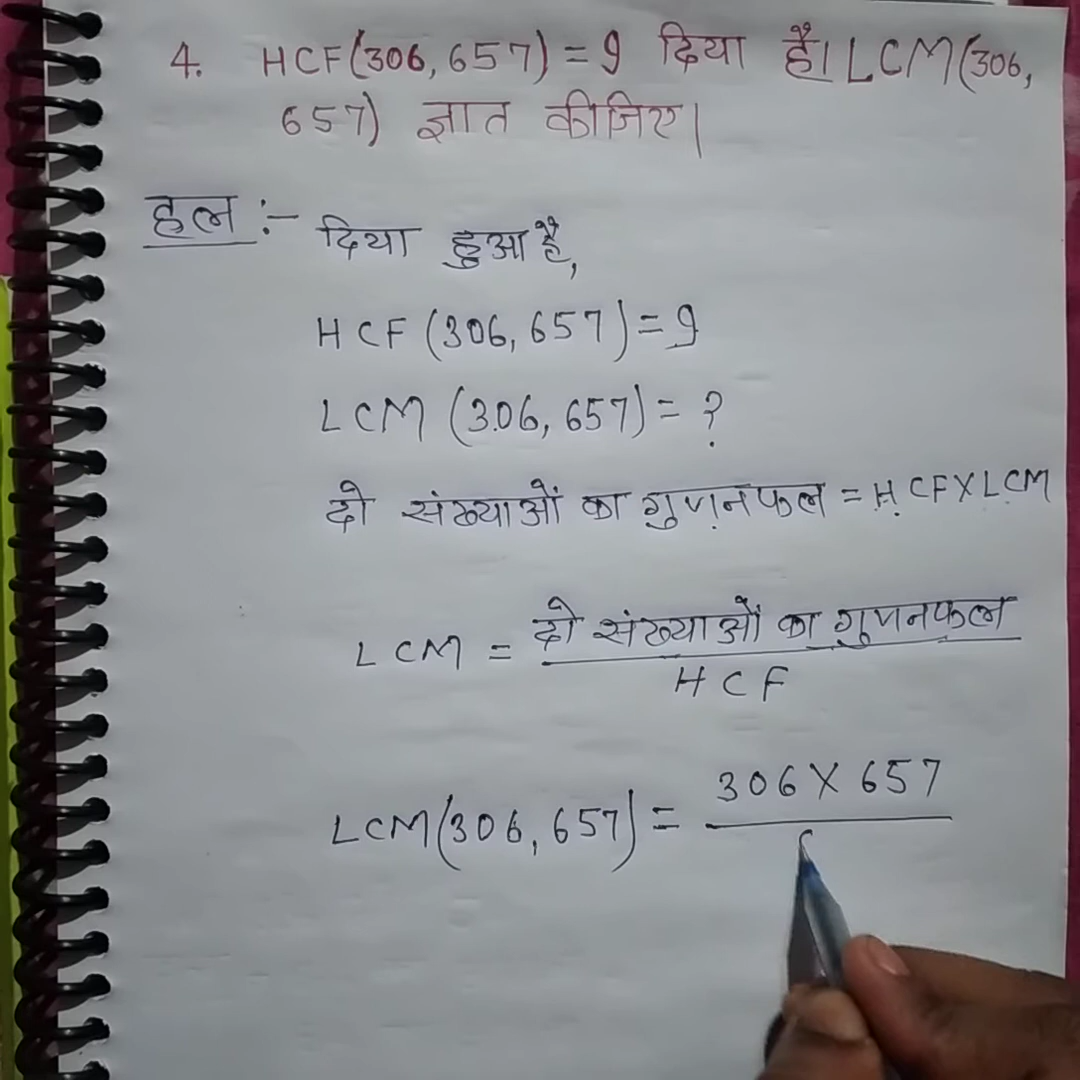 4. HCF(306,657)=9 दिया है। LCM(306,
657) ज्ञात कीजिए।
हल :- दिया हुआ है,
HCF (306,657)=9
LCM (306,657)= ?
दो संख्याओं का गुणनफल = HCF×LCM
LCM = दो संख्याओं का गुणनफल
HCF
LCM(306,657)= 306×657